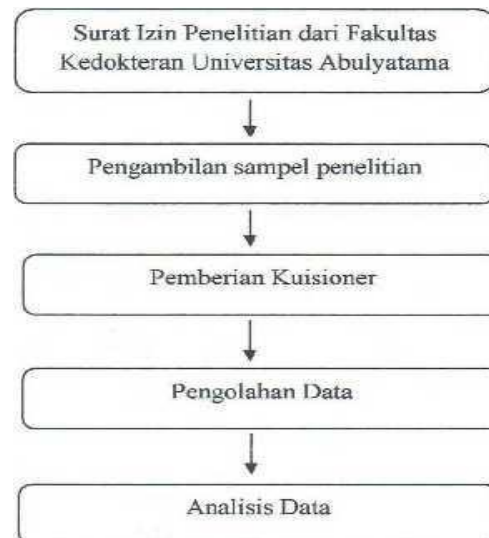 Surat Izin Penelitian dari Fakultas
Kedokteran Universitas Abulyatama
Pengambilan sampel penelitian
Pemberian Kuisioner
Pengolahan Data
Analisis Data